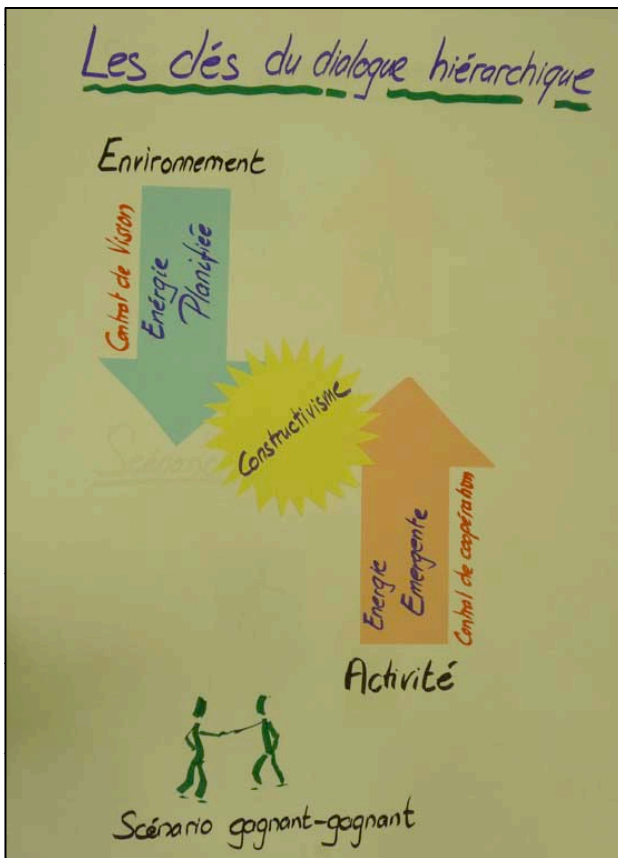 Les clés du dialogue hiérarchique
Environnement
Contrat de Vision
Énergie
Planifiée
Constructivisme
Scénario
Énergie
Émergente
Contrat de coopération
Activité
Scénario gagnant-gagnant